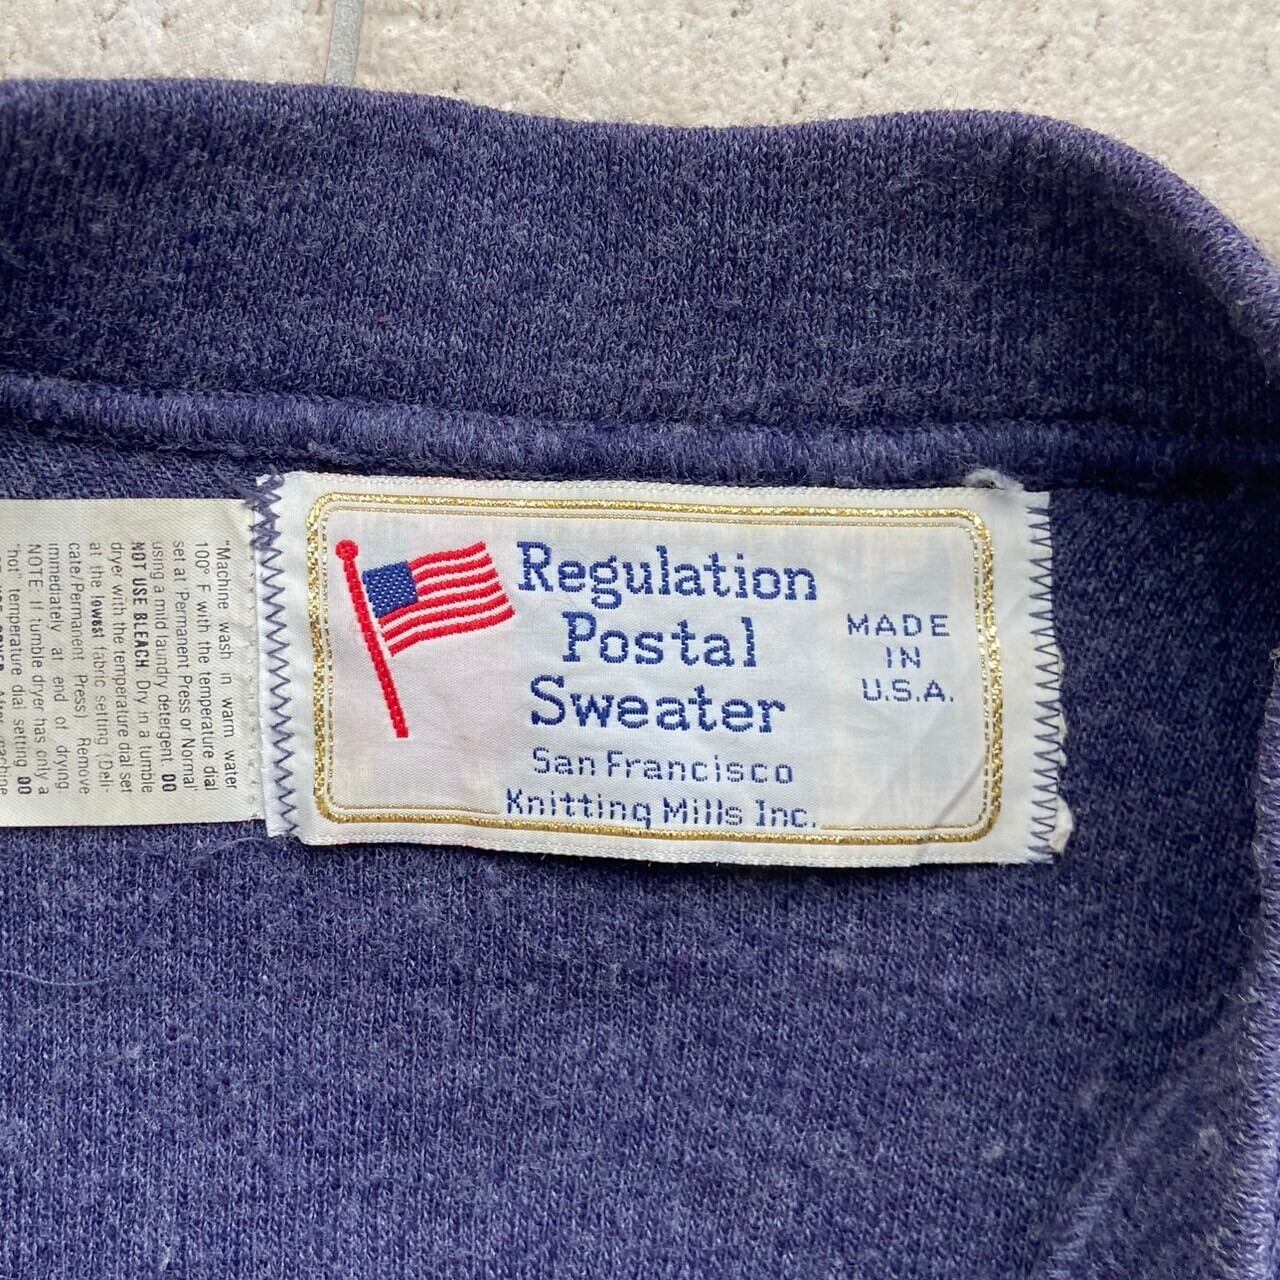 Regulation
Postal
Sweater
San Francisco
Knitting Mills Inc.
MADE
IN
U.S.A.
"Machine wash in warm water
100° F with the temperature dial
set at 'Permanent Press or Normal'
using a mid laundry detergent. DO
NOT USE BLEACH. Dry in a tumble
dryer with the temperature dial set
at the lowest fabric setting (Deli-
cate/Permanent Press) Remove
immediately at end of drying.
NOTE: If tumble dryer has only a
"hot" temperature dial setting DO